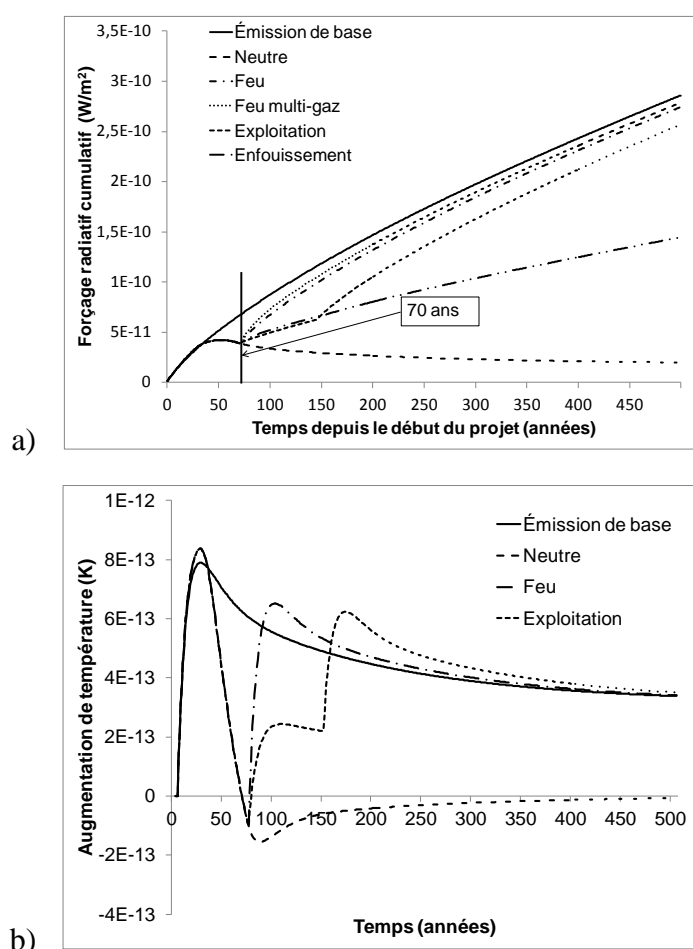 a)
Forçage radiatif cumulatif (W/m²)
3,5E-10
3E-10
2,5E-10
2E-10
1,5E-10
1E-10
5E-11
0
Émission de base
Neutre
Feu
Feu multi-gaz
Exploitation
Enfouissement
70 ans
0 50 100 150 200 250 300 350 400 450
Temps depuis le début du projet (années)
b)
Augmentation de température (K)
1E-12
8E-13
6E-13
4E-13
2E-13
0
-2E-13
-4E-13
Émission de base
Neutre
Feu
Exploitation
0 50 100 150 200 250 300 350 400 450 500
Temps (années)